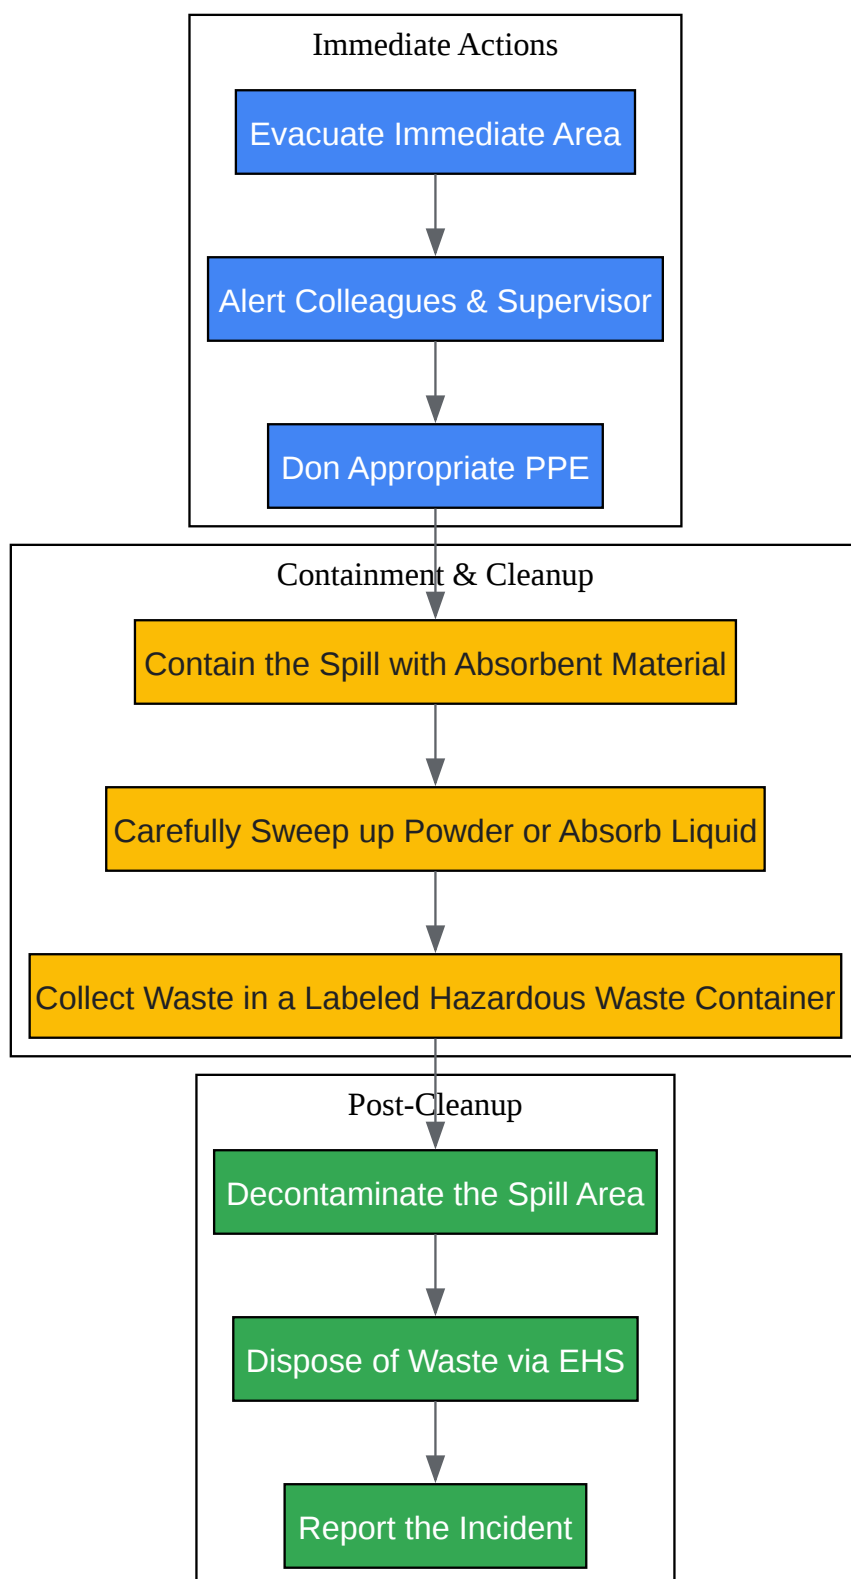 Immediate Actions
Evacuate Immediate Area
Alert Colleagues & Supervisor
Don Appropriate PPE
Containment & Cleanup
Contain the Spill with Absorbent Material
Carefully Sweep up Powder or Absorb Liquid
Collect Waste in a Labeled Hazardous Waste Container
Post-Cleanup
Decontaminate the Spill Area
Dispose of Waste via EHS
Report the Incident